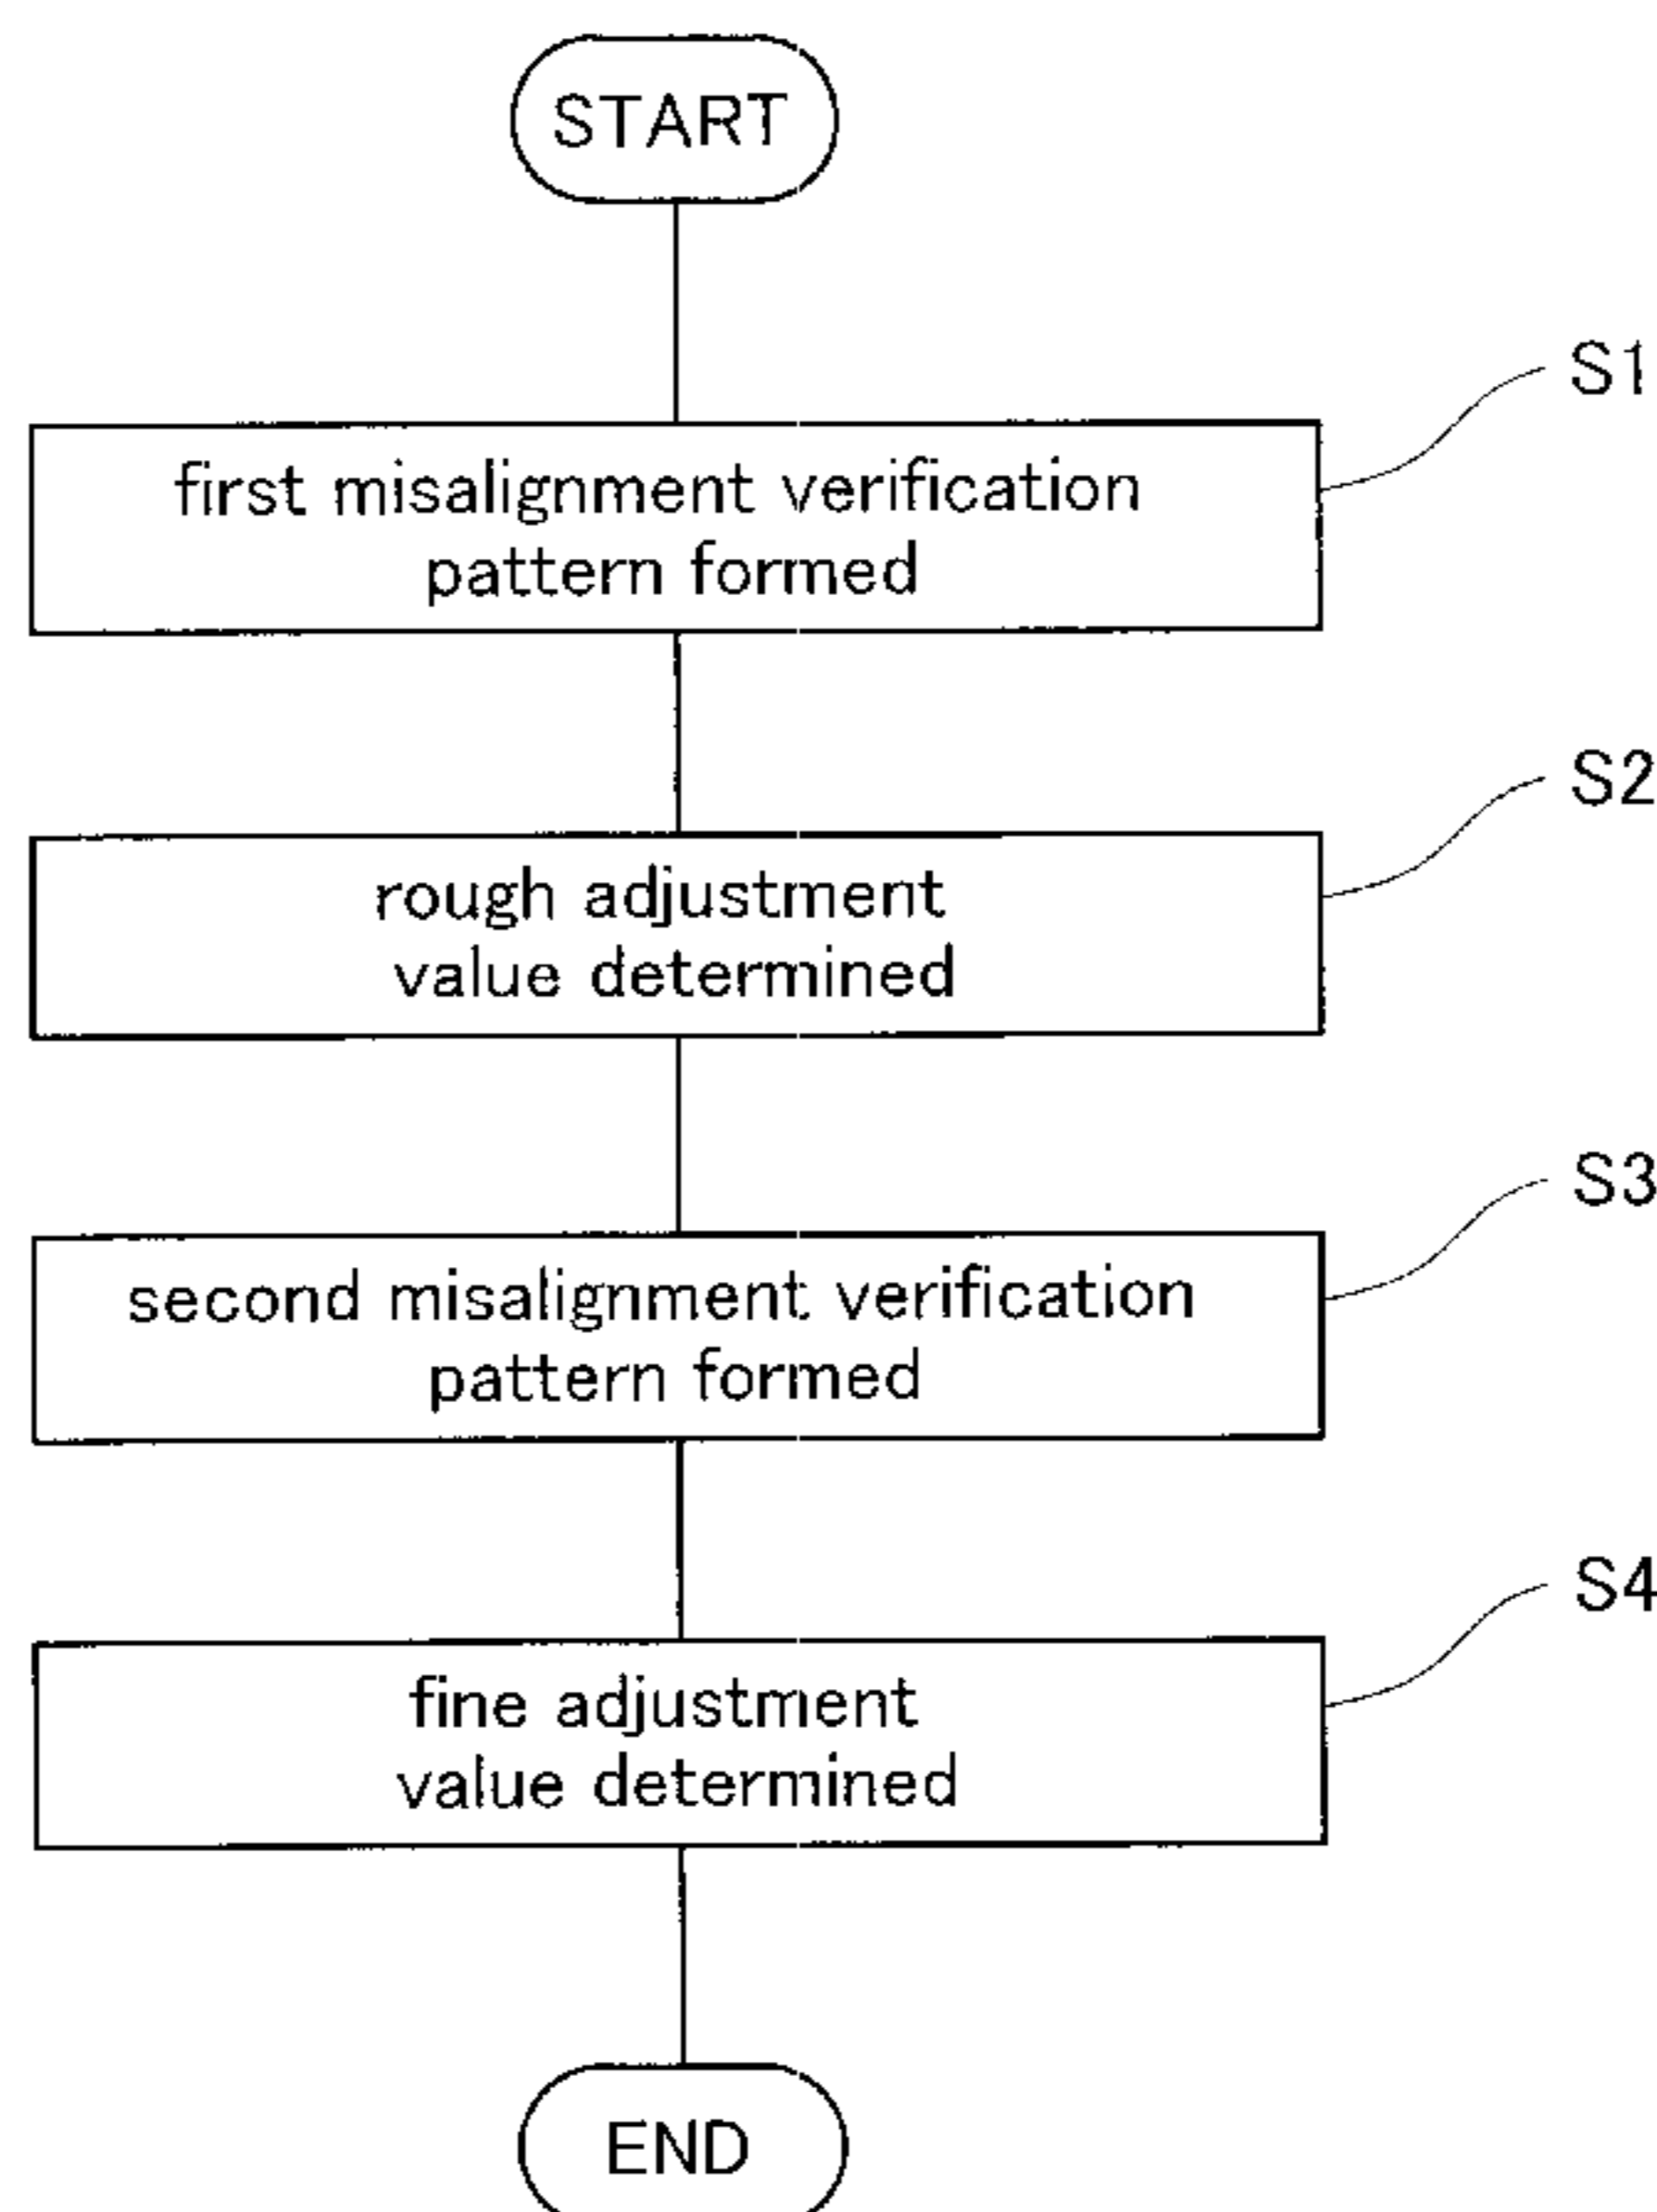 START
S1
first misalignment verification
pattern formed
S2
rough adjustment
value determined
S3
second misalignment verification
pattern formed
S4
fine adjustment
value determined
END